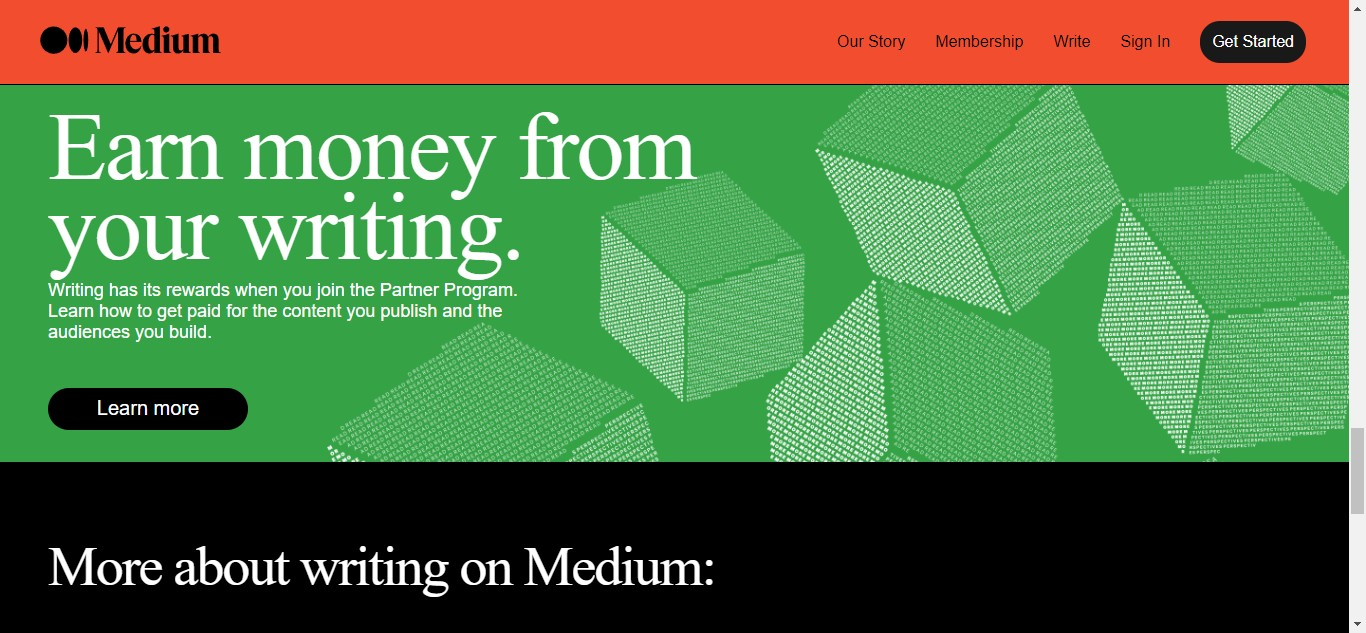 Medium
Our Story
Membership
Write
Sign In
Get Started
Earn money from
your writing.
Writing has its rewards when you join the Partner Program.
Learn how to get paid for the content you publish and the
audiences you build.
Learn more
More about writing on Medium: